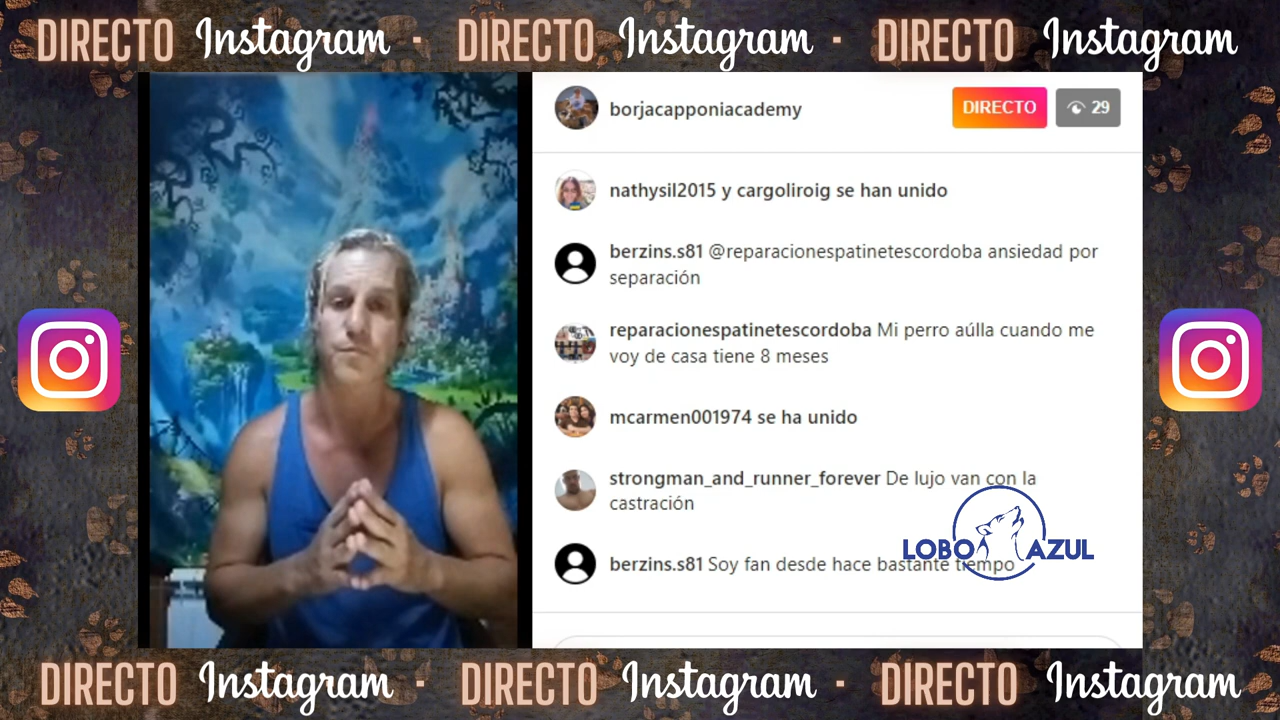 DIRECTO Instagram · DIRECTO Instagram · DIRECTO Instagram
borjacapponiacademy
DIRECTO
29
nathysil2015 y cargoliroig se han unido
berzins.s81 @reparacionespatinetescordoba ansiedad por
separación
reparacionespatinetescordoba Mi perro aúlla cuando me
voy de casa tiene 8 meses
mcarmen001974 se ha unido
strongman_and_runner_forever De lujo van con la
castración
LOBO AZUL
berzins.s81 Soy fan desde hace bastante tiempo
DIRECTO Instagram · DIRECTO Instagram · DIRECTO Instagram